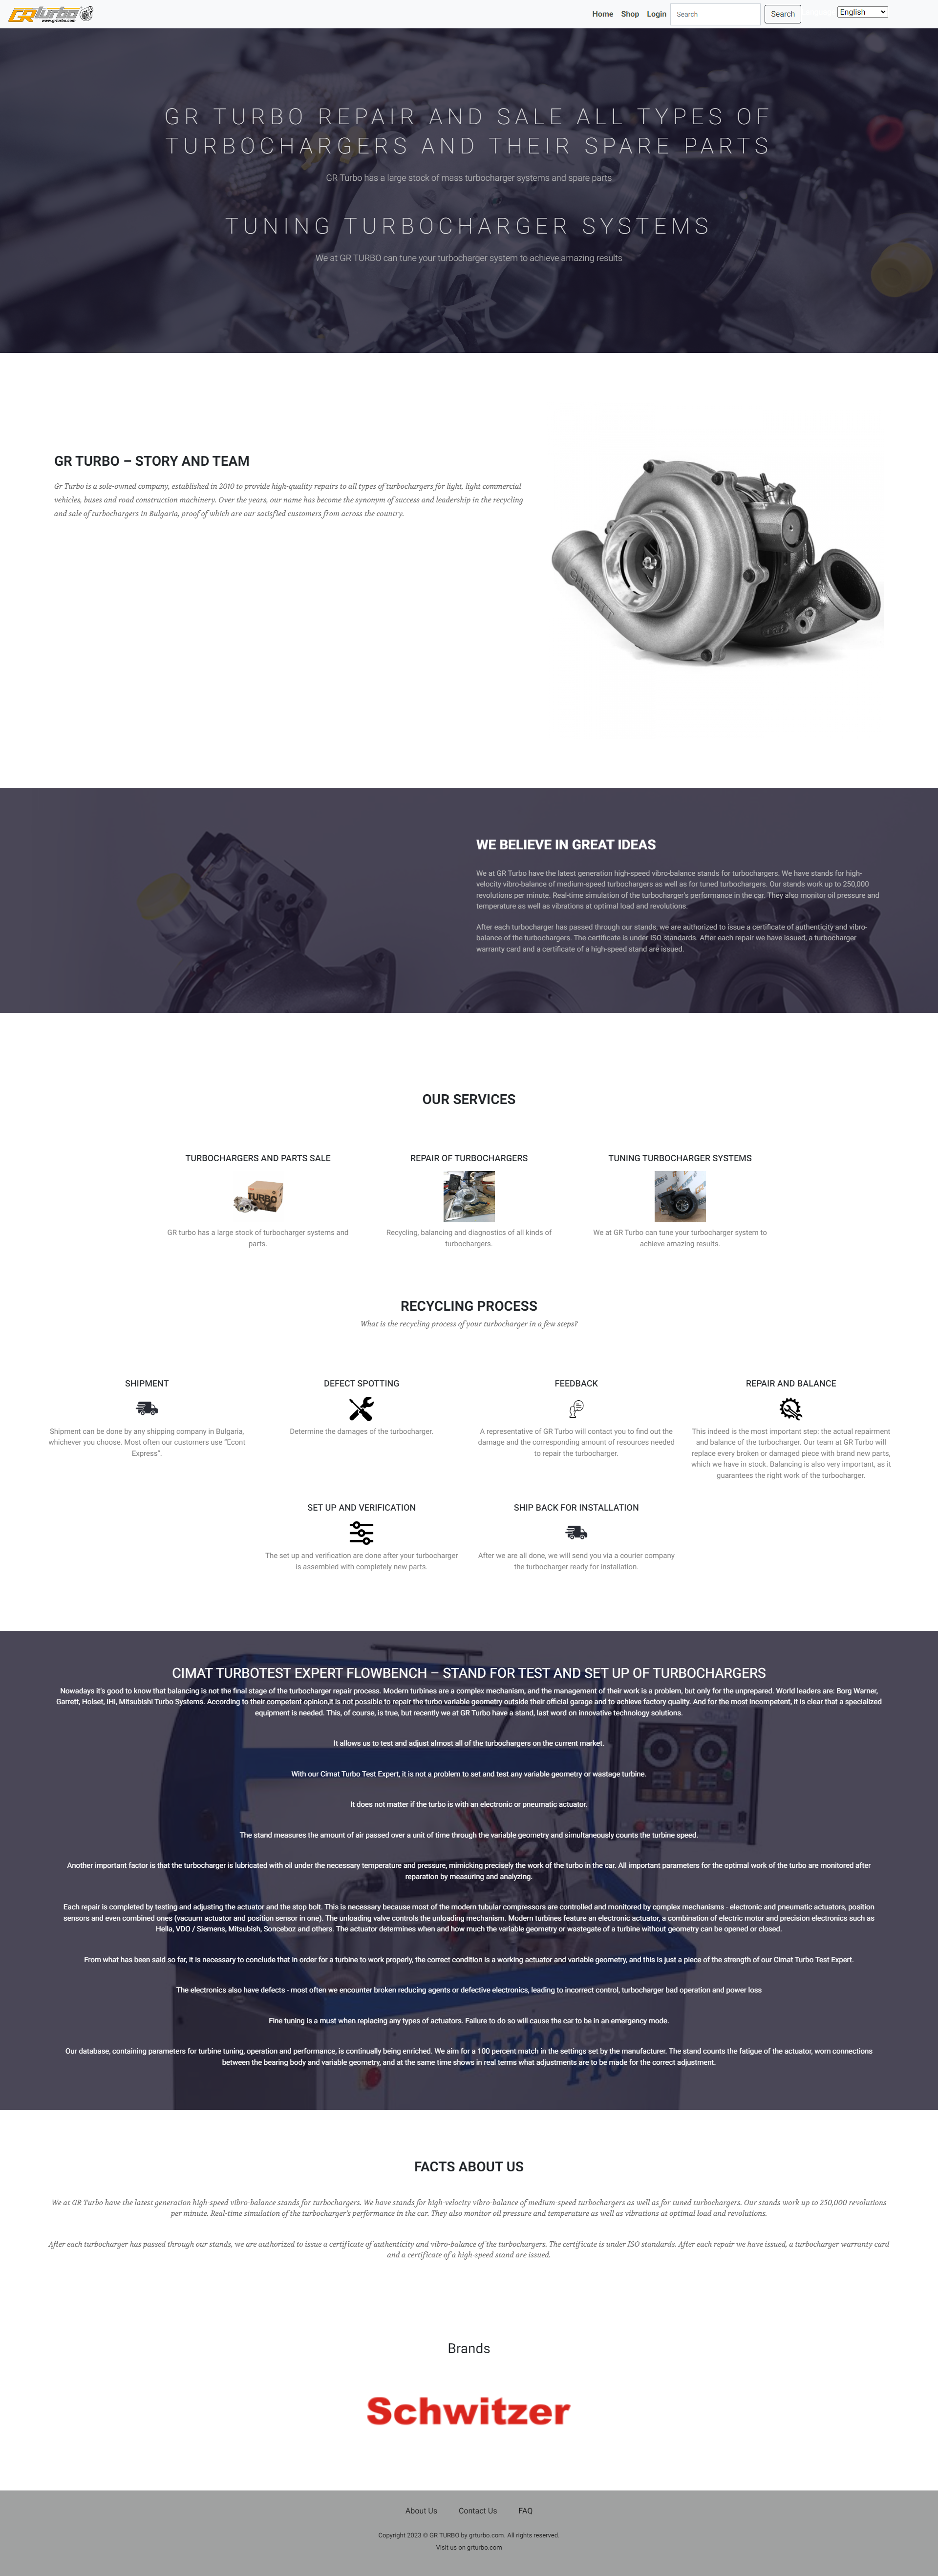 GR Turbo
www.grturbo.com
Home Shop Login Search Search English
GR TURBO REPAIR AND SALE ALL TYPES OF
TURBOCHARGERS AND THEIR SPARE PARTS
GR Turbo has a large stock of mass turbocharger systems and spare parts.
TUNING TURBOCHARGER SYSTEMS
We at GR TURBO can tune your turbocharger system to achieve amazing results
GR TURBO – STORY AND TEAM
Gr Turbo is a sole-owned company, established in 2010 to provide high-quality repairs to all types of turbochargers for light, light commercial
vehicles, buses and road construction machinery. Over the years, our name has become the synonym of success and leadership in the recycling
and sale of turbochargers in Bulgaria, proof of which are our satisfied customers from across the country.
WE BELIEVE IN GREAT IDEAS
We at GR Turbo have the latest generation high-speed vibro-balance stands for turbochargers. We have stands for high-
velocity vibro-balance of medium-speed turbochargers as well as for tuned turbochargers. Our stands work up to 250,000
revolutions per minute. Real-time simulation of the turbocharger's performance in the car. They also monitor oil pressure and
temperature as well as vibrations at optimal load and revolutions.
After each turbocharger has passed through our stands, we are authorized to issue a certificate of authenticity and vibro-
balance of the turbochargers. The certificate is under ISO standards. After each repair we have issued, a turbocharger
warranty card and a certificate of a high-speed stand are issued.
OUR SERVICES
TURBOCHARGERS AND PARTS SALE
TURBO
GR turbo has a large stock of turbocharger systems and
parts.
REPAIR OF TURBOCHARGERS
Recycling, balancing and diagnostics of all kinds of
turbochargers.
TUNING TURBOCHARGER SYSTEMS
We at GR Turbo can tune your turbocharger system to
achieve amazing results.
RECYCLING PROCESS
What is the recycling process of your turbocharger in a few steps?
SHIPMENT
Shipment can be done by any shipping company in Bulgaria,
whichever you choose. Most often our customers use "Econt
Express".
DEFECT SPOTTING
Determine the damages of the turbocharger.
FEEDBACK
A representative of GR Turbo will contact you to find out the
damage and the corresponding amount of resources needed
to repair the turbocharger.
REPAIR AND BALANCE
This indeed is the most important step: the actual repairment
and balance of the turbocharger. Our team at GR Turbo will
replace every broken or damaged piece with brand new parts,
which we have in stock. Balancing is also very important, as it
guarantees the right work of the turbocharger.
SET UP AND VERIFICATION
The set up and verification are done after your turbocharger
is assembled with completely new parts.
SHIP BACK FOR INSTALLATION
After we are all done, we will send you via a courier company
the turbocharger ready for installation.
CIMAT TURBOTEST EXPERT FLOWBENCH – STAND FOR TEST AND SET UP OF TURBOCHARGERS
Nowadays it's good to know that balancing is not the final stage of the turbocharger repair process. Modern turbines are a complex mechanism, and the management of their work is a problem, but only for the unprepared. World leaders are: Borg Warner,
Garrett, Holset, IHI, Mitsubishi Turbo Systems. According to their competent opinion,it is not possible to repair the turbo variable geometry outside their official garage and to achieve factory quality. And for the most incompetent, it is clear that a specialized
equipment is needed. This, of course, is true, but recently we at GR Turbo have a stand, last word on innovative technology solutions.
It allows us to test and adjust almost all of the turbochargers on the current market.
With our Cimat Turbo Test Expert, it is not a problem to set and test any variable geometry or wastage turbine.
It does not matter if the turbo is with an electronic or pneumatic actuator.
The stand measures the amount of air passed over a unit of time through the variable geometry and simultaneously counts the turbine speed.
Another important factor is that the turbocharger is lubricated with oil under the necessary temperature and pressure, mimicking precisely the work of the turbo in the car. All important parameters for the optimal work of the turbo are monitored after
reparation by measuring and analyzing.
Each repair is completed by testing and adjusting the actuator and the stop bolt. This is necessary because most of the modern tubular compressors are controlled and monitored by complex mechanisms - electronic and pneumatic actuators, position
sensors and even combined ones (vacuum actuator and position sensor in one). The unloading valve controls the unloading mechanism. Modern turbines feature an electronic actuator, a combination of electric motor and precision electronics such as
Hella, VDO / Siemens, Mitsubish, Sonceboz and others. The actuator determines when and how much the variable geometry or wastegate of a turbine without geometry can be opened or closed.
From what has been said so far, it is necessary to conclude that in order for a turbine to work properly, the correct condition is a working actuator and variable geometry, and this is just a piece of the strength of our Cimat Turbo Test Expert.
The electronics also have defects - most often we encounter broken reducing agents or defective electronics, leading to incorrect control, turbocharger bad operation and power loss
Fine tuning is a must when replacing any types of actuators. Failure to do so will cause the car to be in an emergency mode.
Our database, containing parameters for turbine tuning, operation and performance, is continually being enriched. We aim for a 100 percent match in the settings set by the manufacturer. The stand counts the fatigue of the actuator, worn connections
between the bearing body and variable geometry, and at the same time shows in real terms what adjustments are to be made for the correct adjustment.
Turbo Test
Pro
FACTS ABOUT US
We at GR Turbo have the latest generation high-speed vibro-balance stands for turbochargers. We have stands for high-velocity vibro-balance of medium-speed turbochargers as well as for tuned turbochargers. Our stands work up to 250,000 revolutions
per minute. Real-time simulation of the turbocharger's performance in the car. They also monitor oil pressure and temperature as well as vibrations at optimal load and revolutions.
After each turbocharger has passed through our stands, we are authorized to issue a certificate of authenticity and vibro-balance of the turbochargers. The certificate is under ISO standards. After each repair we have issued, a turbocharger warranty card
and a certificate of a high-speed stand are issued.
Brands
Schwitzer
About Us Contact Us FAQ
Copyright 2023 © GR TURBO by grturbo.com. All rights reserved.
Visit us on grturbo.com